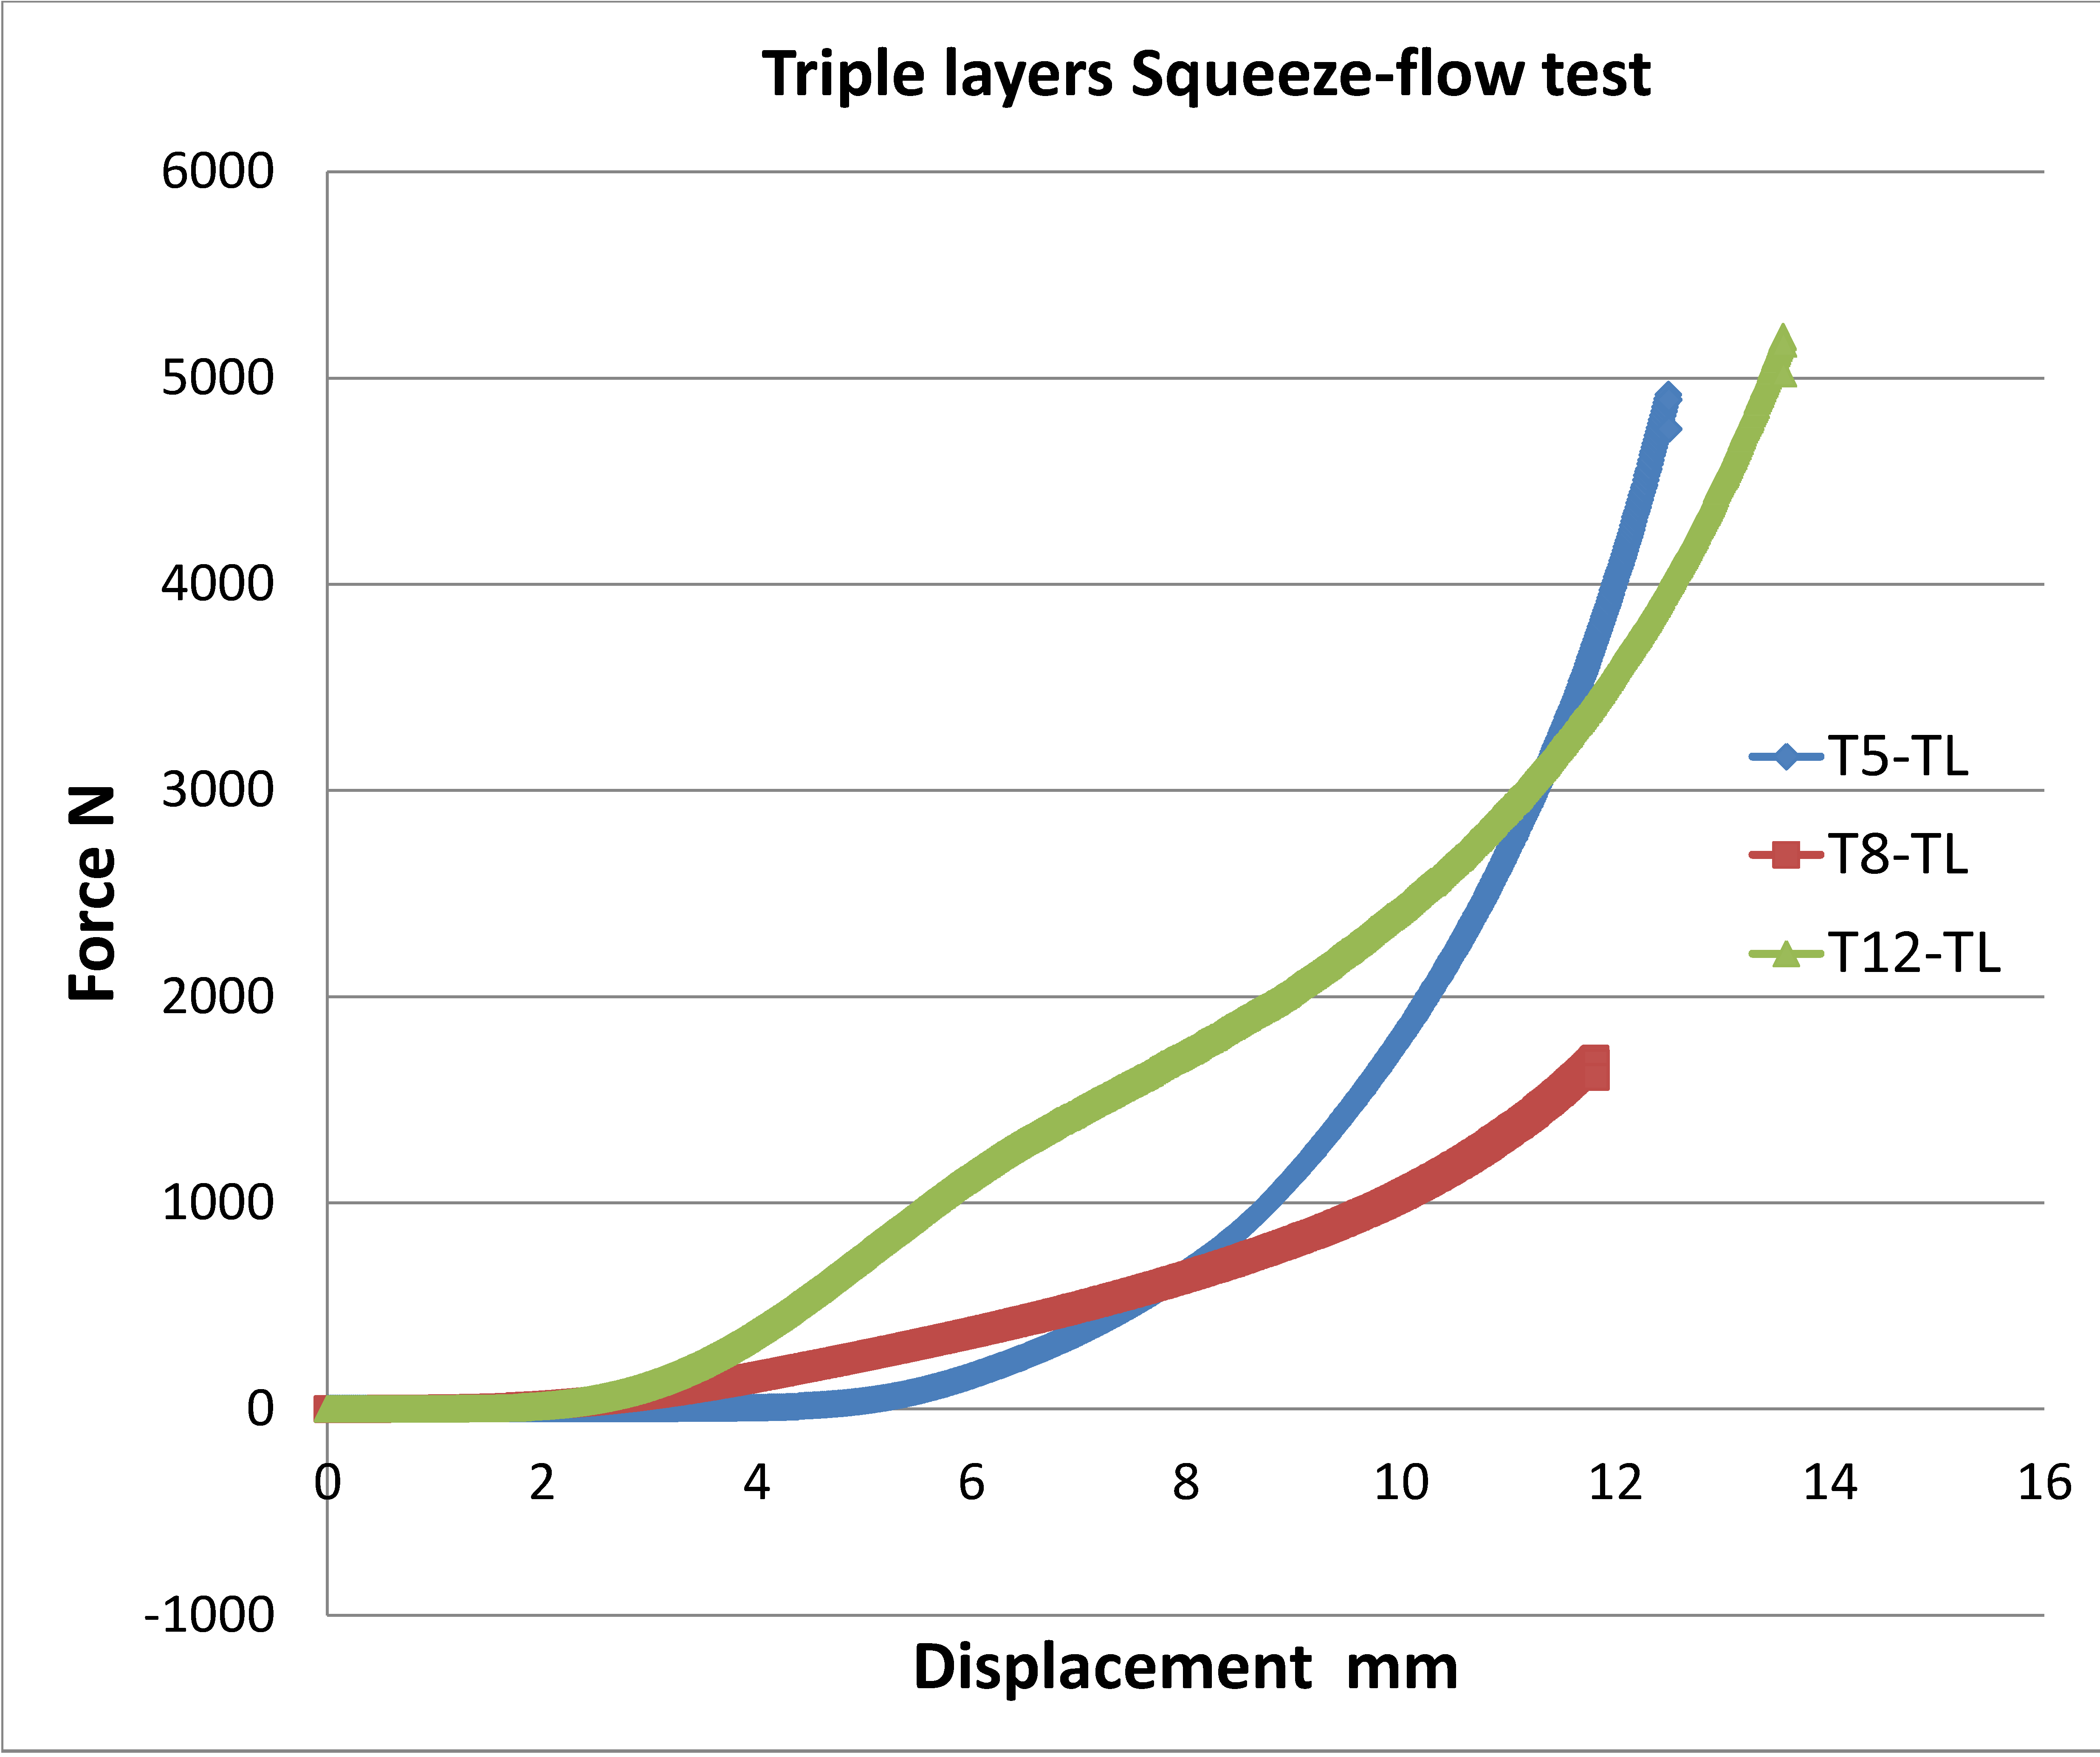 Triple layers Squeeze-flow test
6000
5000
4000
3000
2000
1000
0
-1000
Force N
0 2 4 6 8 10 12 14 16
Displacement mm
T5-TL
T8-TL
T12-TL